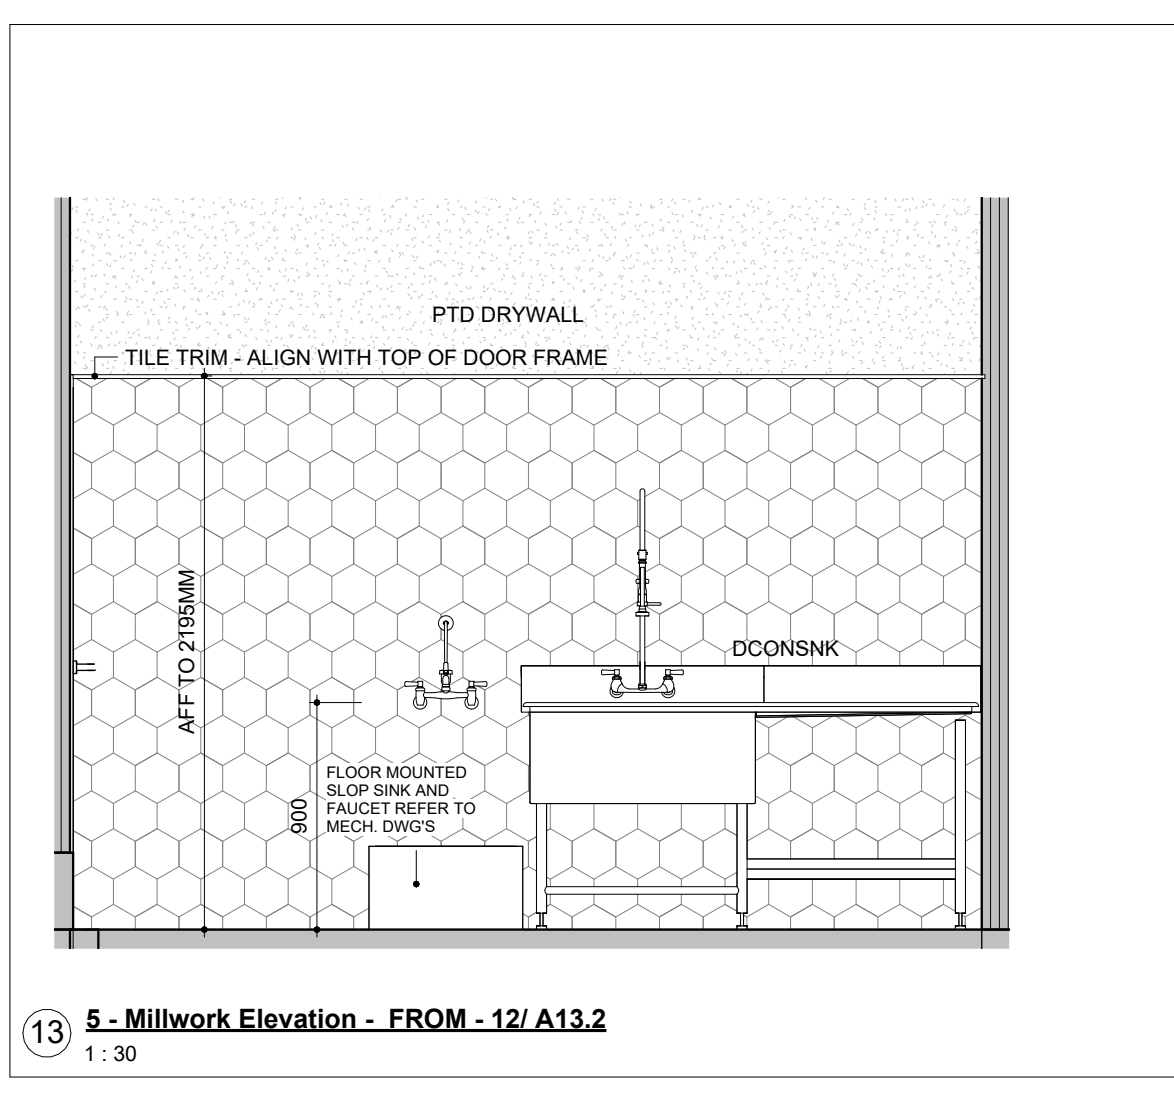 PTD DRYWALL
TILE TRIM - ALIGN WITH TOP OF DOOR FRAME
AFF TO 2195MM
DCONSNK
900
FLOOR MOUNTED
SLOP SINK AND
FAUCET REFER TO
MECH. DWG'S
13
5 - Millwork Elevation - FROM - 12/ A13.2
1 : 30